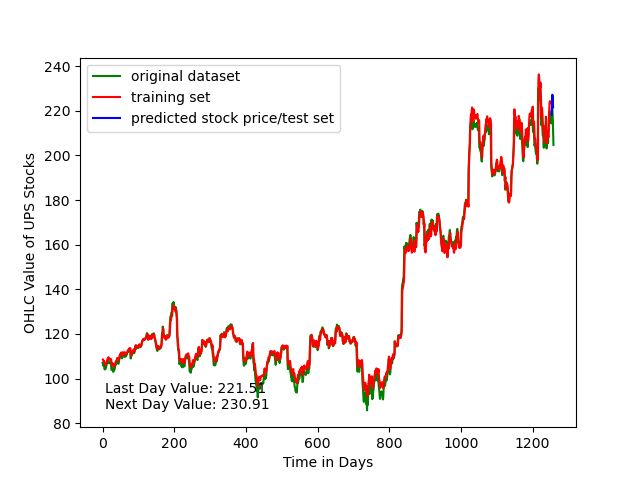 original dataset
training set
predicted stock price/test set
OHLC Value of UPS Stocks
240
220
200
180
160
140
120
100
80
Last Day Value: 221.51
Next Day Value: 230.91
0 200 400 600 800 1000 1200
Time in Days